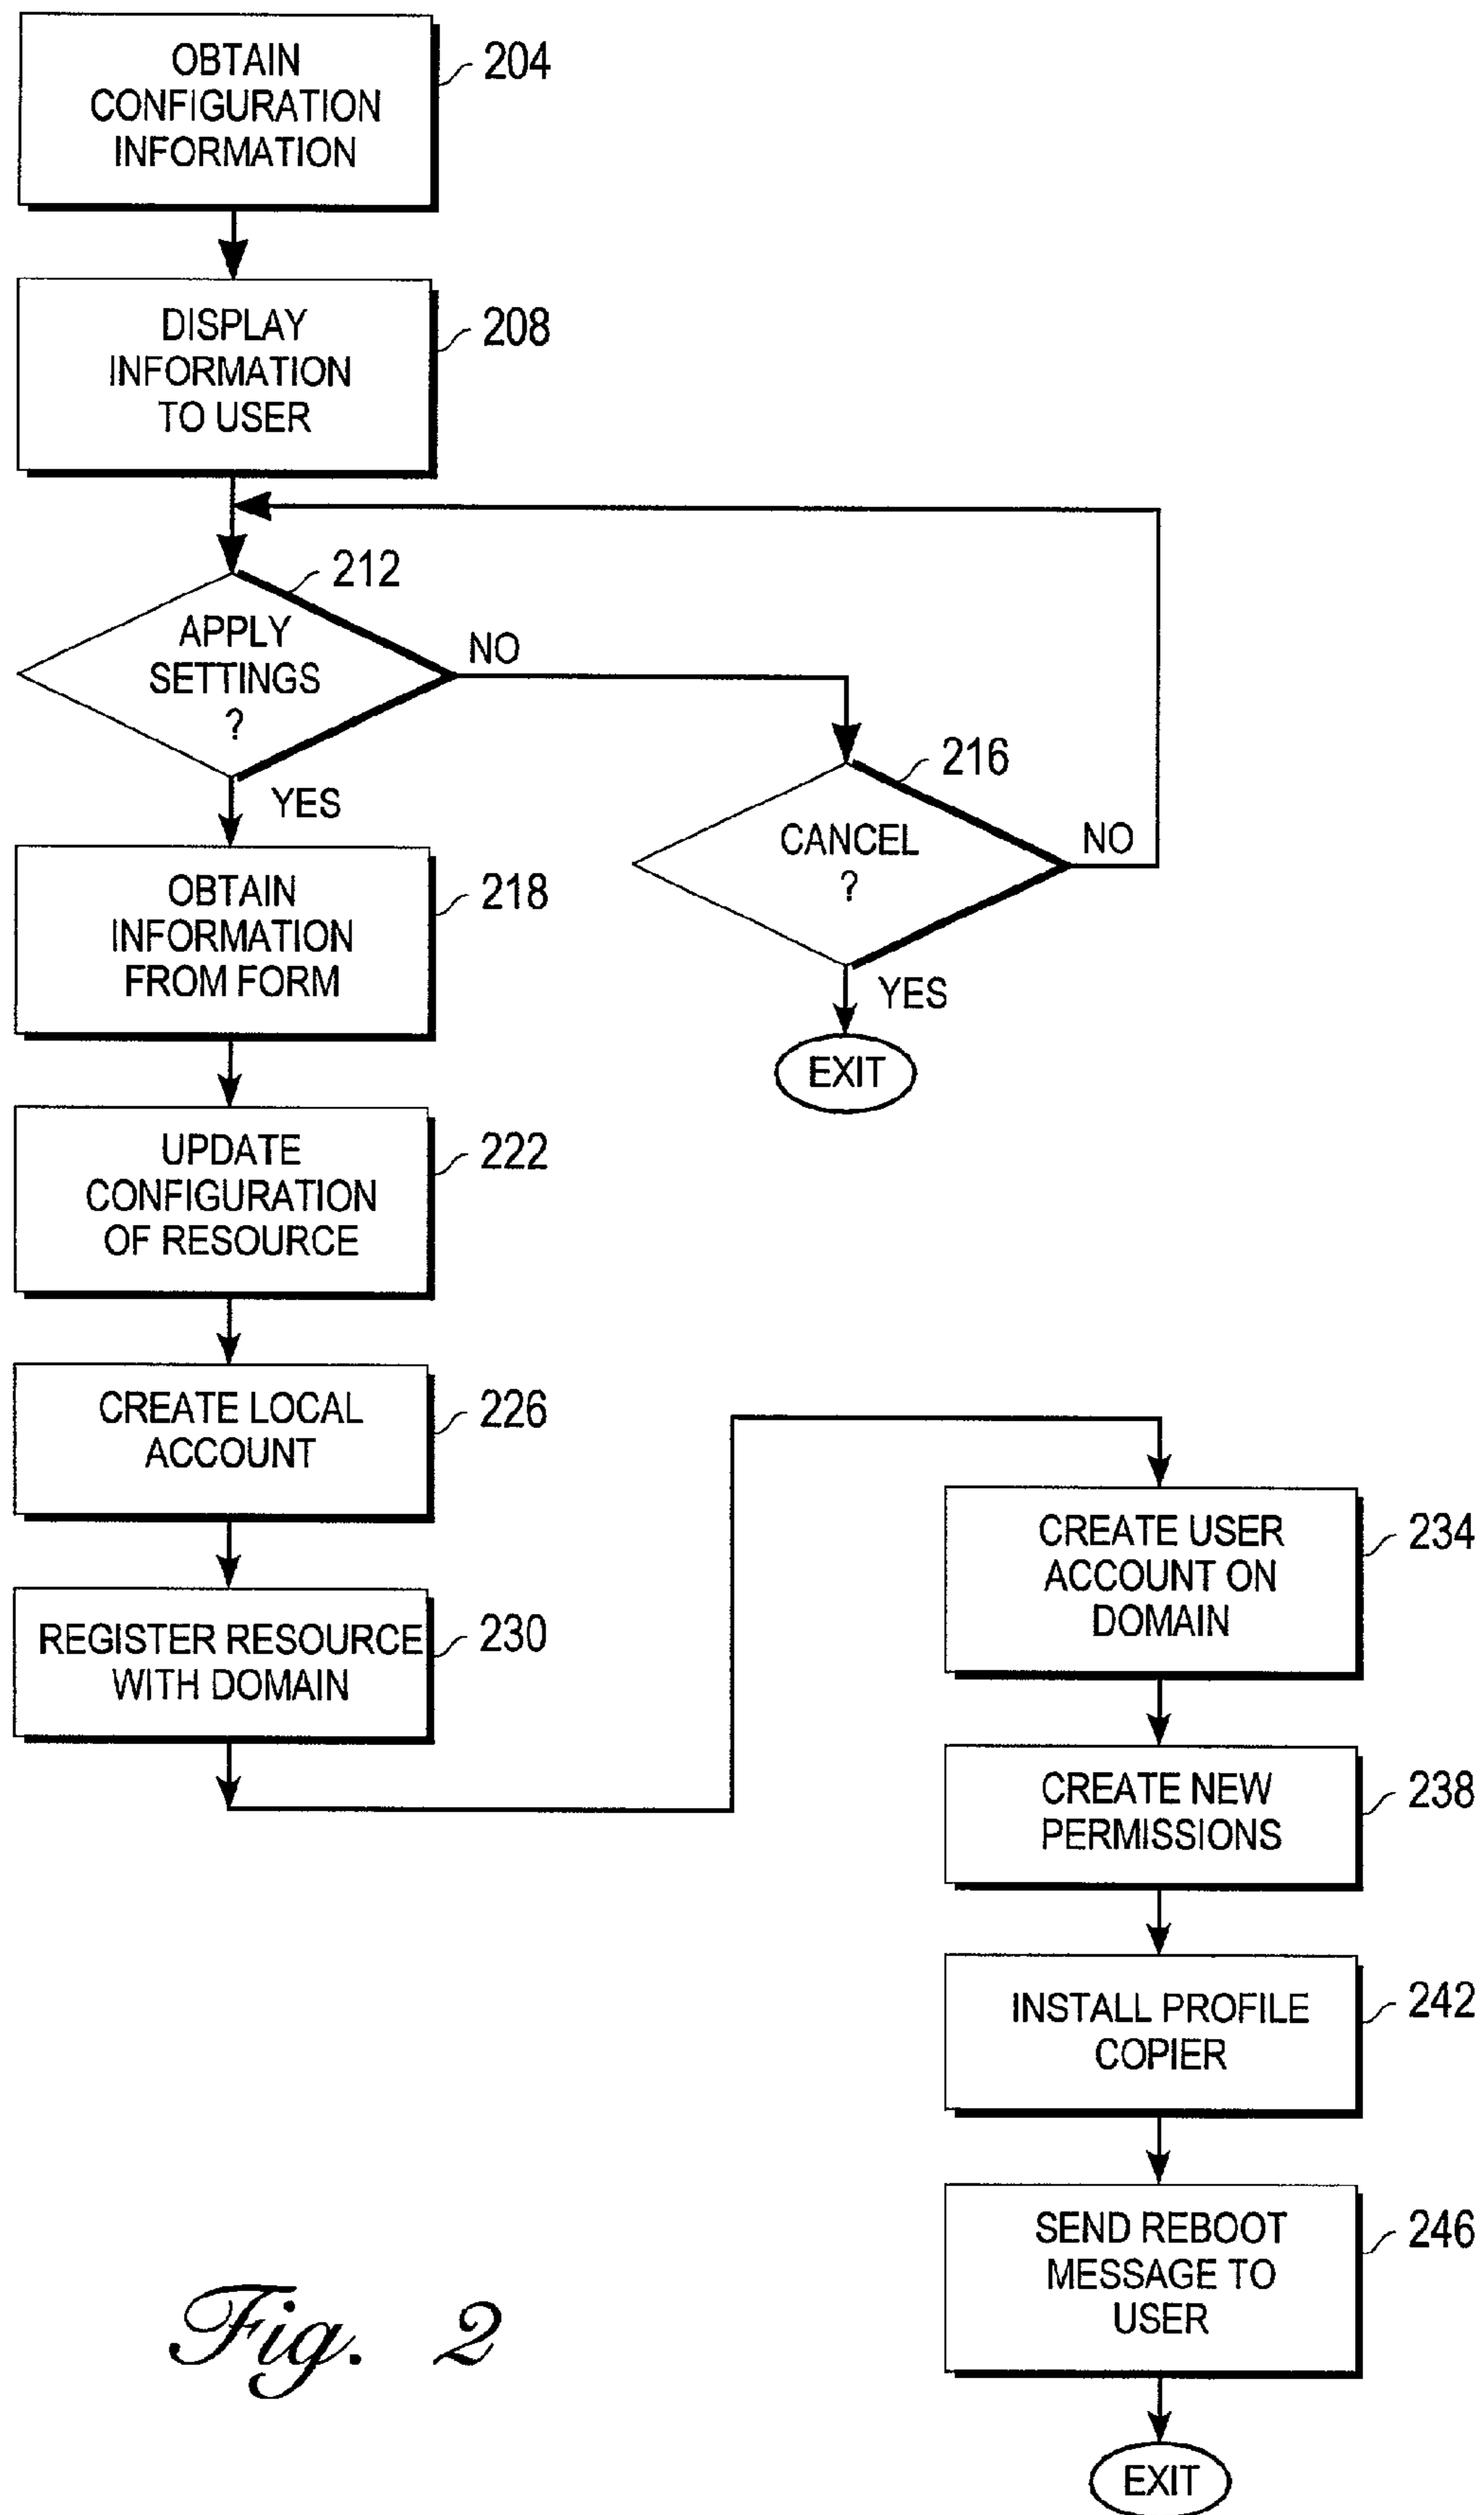 OBTAIN
CONFIGURATION
INFORMATION
204
DISPLAY
INFORMATION
TO USER
208
212
APPLY
SETTINGS
?
NO
YES
216
CANCEL
?
NO
YES
EXIT
OBTAIN
INFORMATION
FROM FORM
218
UPDATE
CONFIGURATION
OF RESOURCE
222
CREATE LOCAL
ACCOUNT
226
REGISTER RESOURCE
WITH DOMAIN
230
CREATE USER
ACCOUNT ON
DOMAIN
234
CREATE NEW
PERMISSIONS
238
INSTALL PROFILE
COPIER
242
SEND REBOOT
MESSAGE TO
USER
246
EXIT
Fig. 2